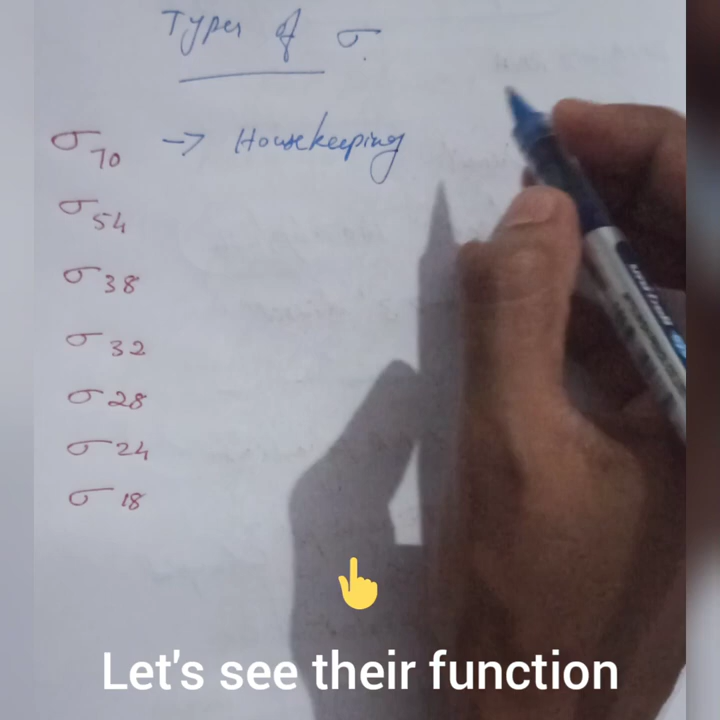 Types of σ
σ70 → Housekeeping
σ54
σ38
σ32
σ28
σ24
σ18
👆
Let's see their function